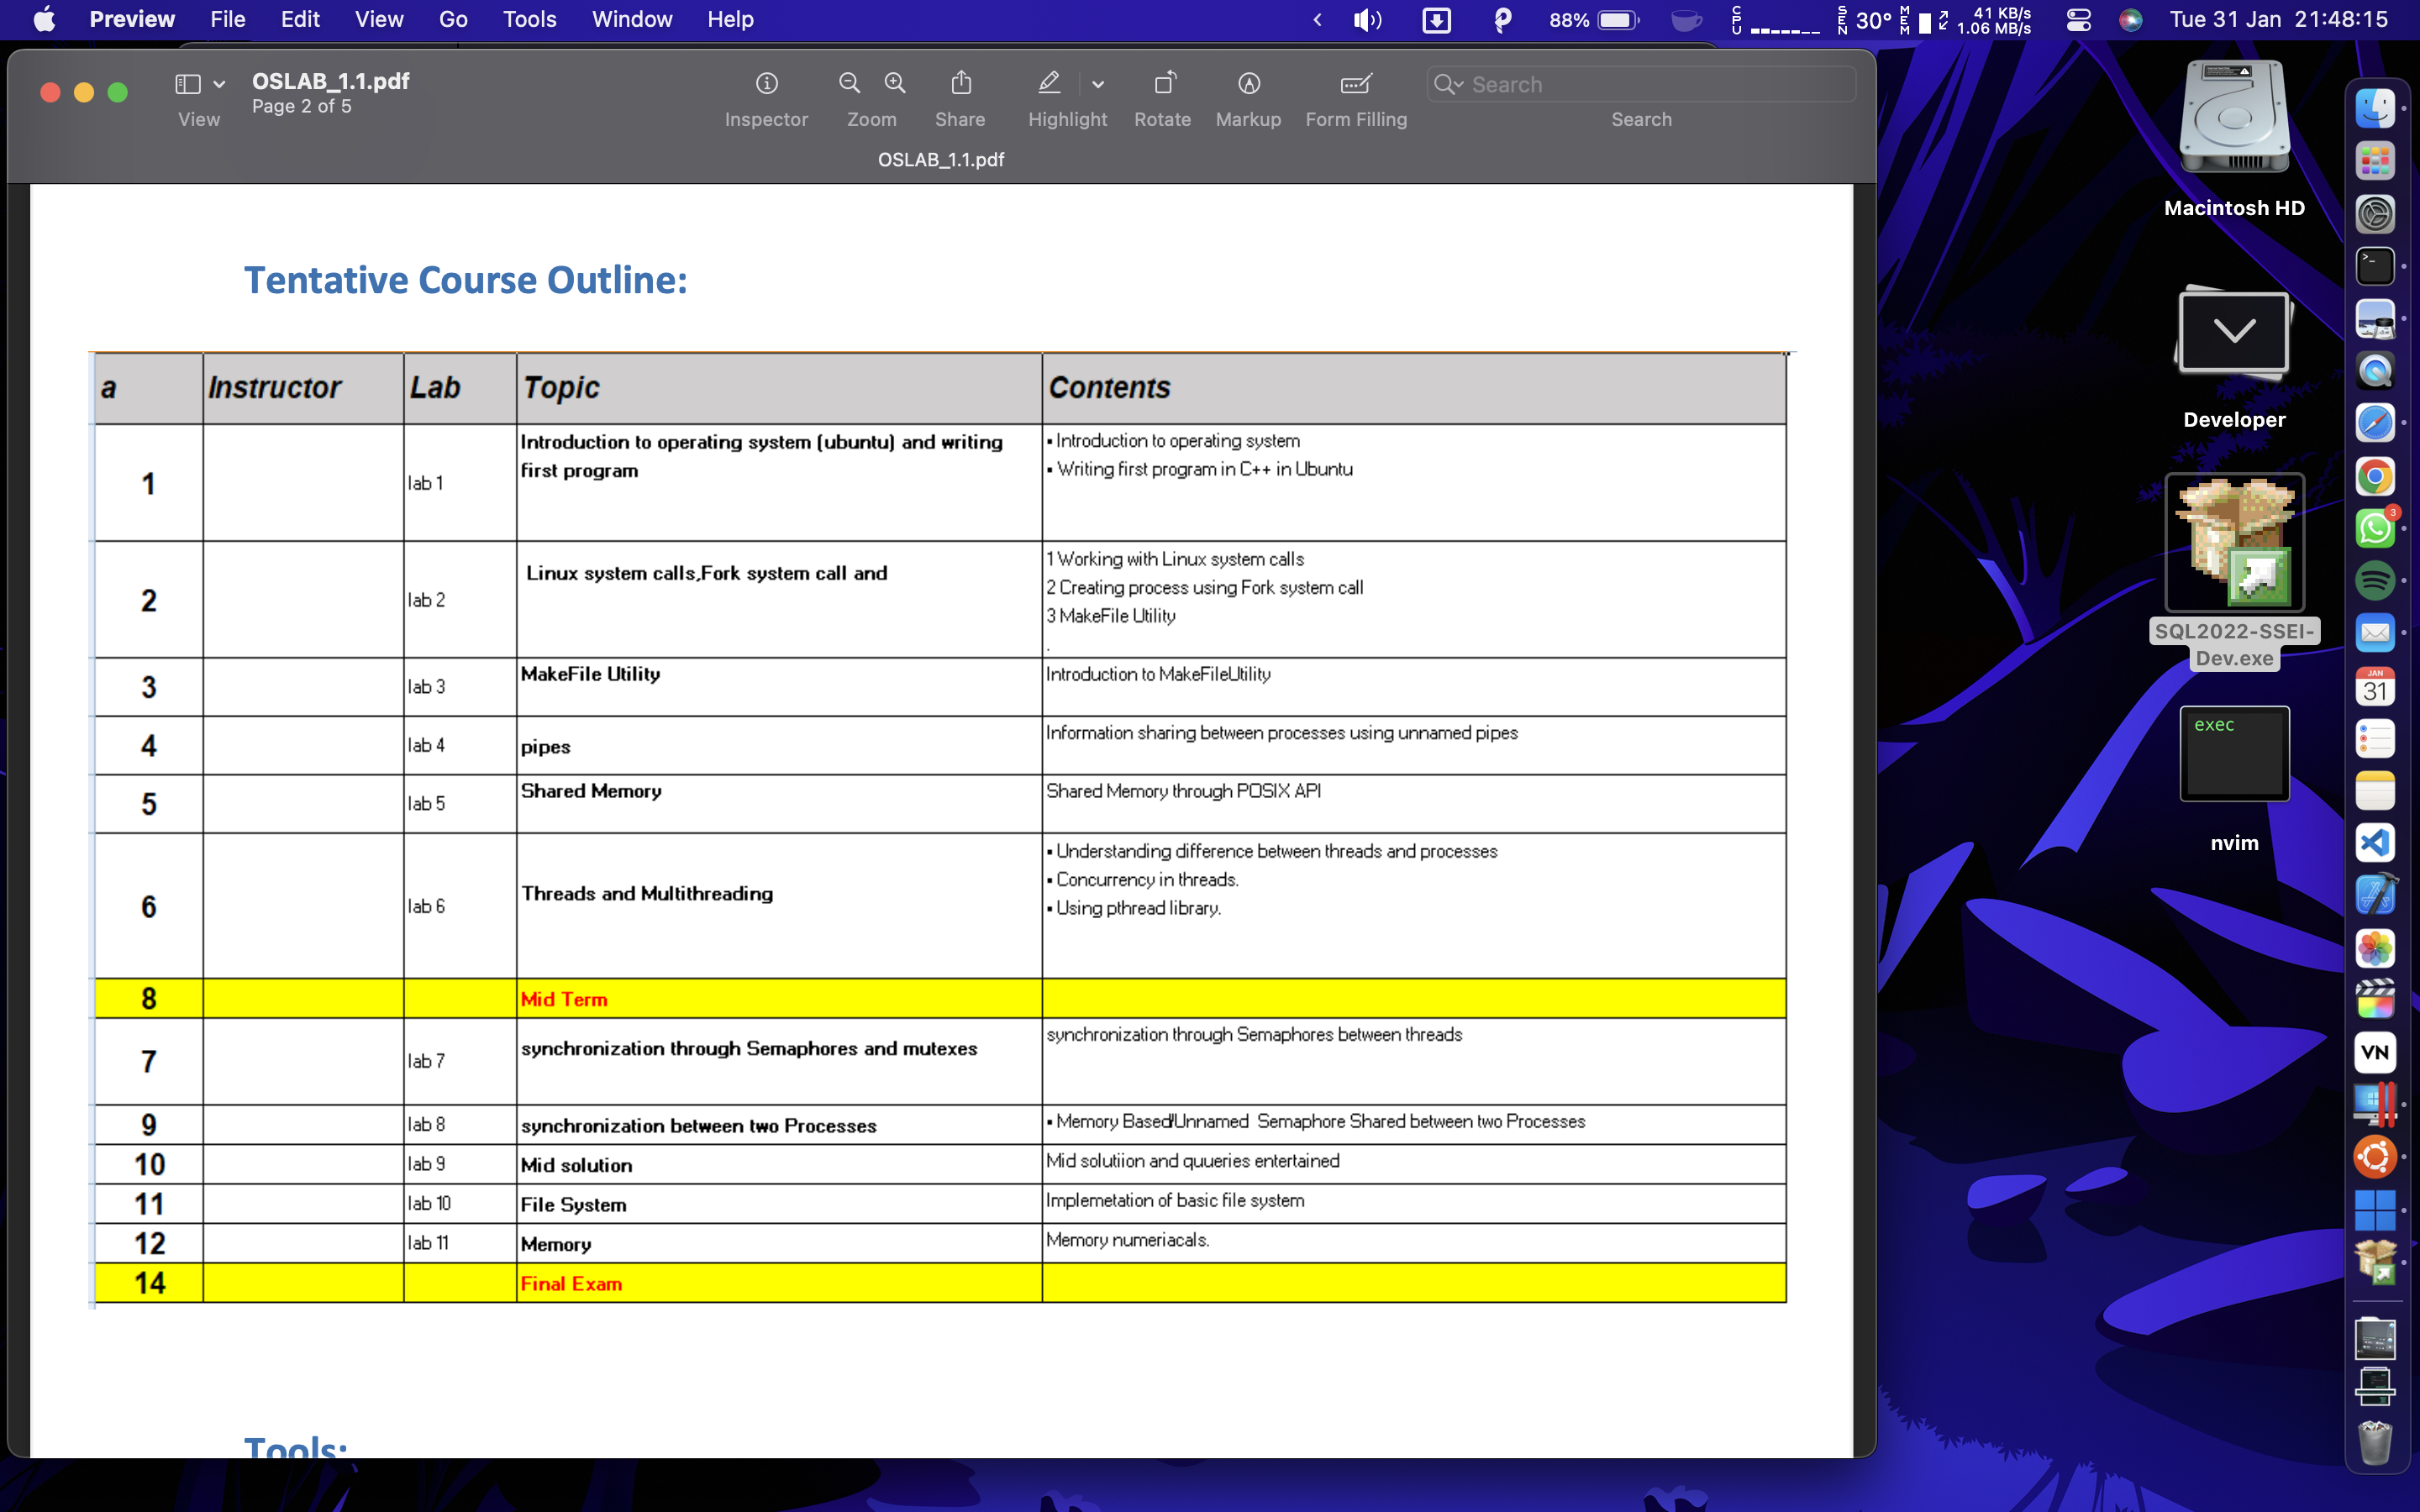 Preview File Edit View Go Tools Window Help
88%
CPU
SEN 30°
MEM
41 KB/s
1.06 MB/s
Tue 31 Jan 21:48:15
OSLAB_1.1.pdf
Page 2 of 5
View
Inspector
Zoom
Share
Highlight
Rotate
Markup
Form Filling
Search
Search
OSLAB_1.1.pdf
Tentative Course Outline:
a Instructor Lab Topic Contents
1 lab 1 Introduction to operating system (ubuntu) and writing
first program
▪ Introduction to operating system
▪ Writing first program in C++ in Ubuntu
2 lab 2 Linux system calls,Fork system call and
1 Working with Linux system calls
2 Creating process using Fork system call
3 MakeFile Utility
.
3 lab 3 MakeFile Utility Introduction to MakeFileUtility
4 lab 4 pipes Information sharing between processes using unnamed pipes
5 lab 5 Shared Memory Shared Memory through POSIX API
6 lab 6 Threads and Multithreading
▪ Understanding difference between threads and processes
▪ Concurrency in threads.
▪ Using pthread library.
8 Mid Term
7 lab 7 synchronization through Semaphores and mutexes synchronization through Semaphores between threads
9 lab 8 synchronization between two Processes ▪ Memory Based/Unnamed Semaphore Shared between two Processes
10 lab 9 Mid solution Mid solutiion and quueries entertained
11 lab 10 File System Implemetation of basic file system
12 lab 11 Memory Memory numeriacals.
14 Final Exam
Tools:
Macintosh HD
Developer
SQL2022-SSEI-
Dev.exe
exec
nvim
3
JAN
31
VN